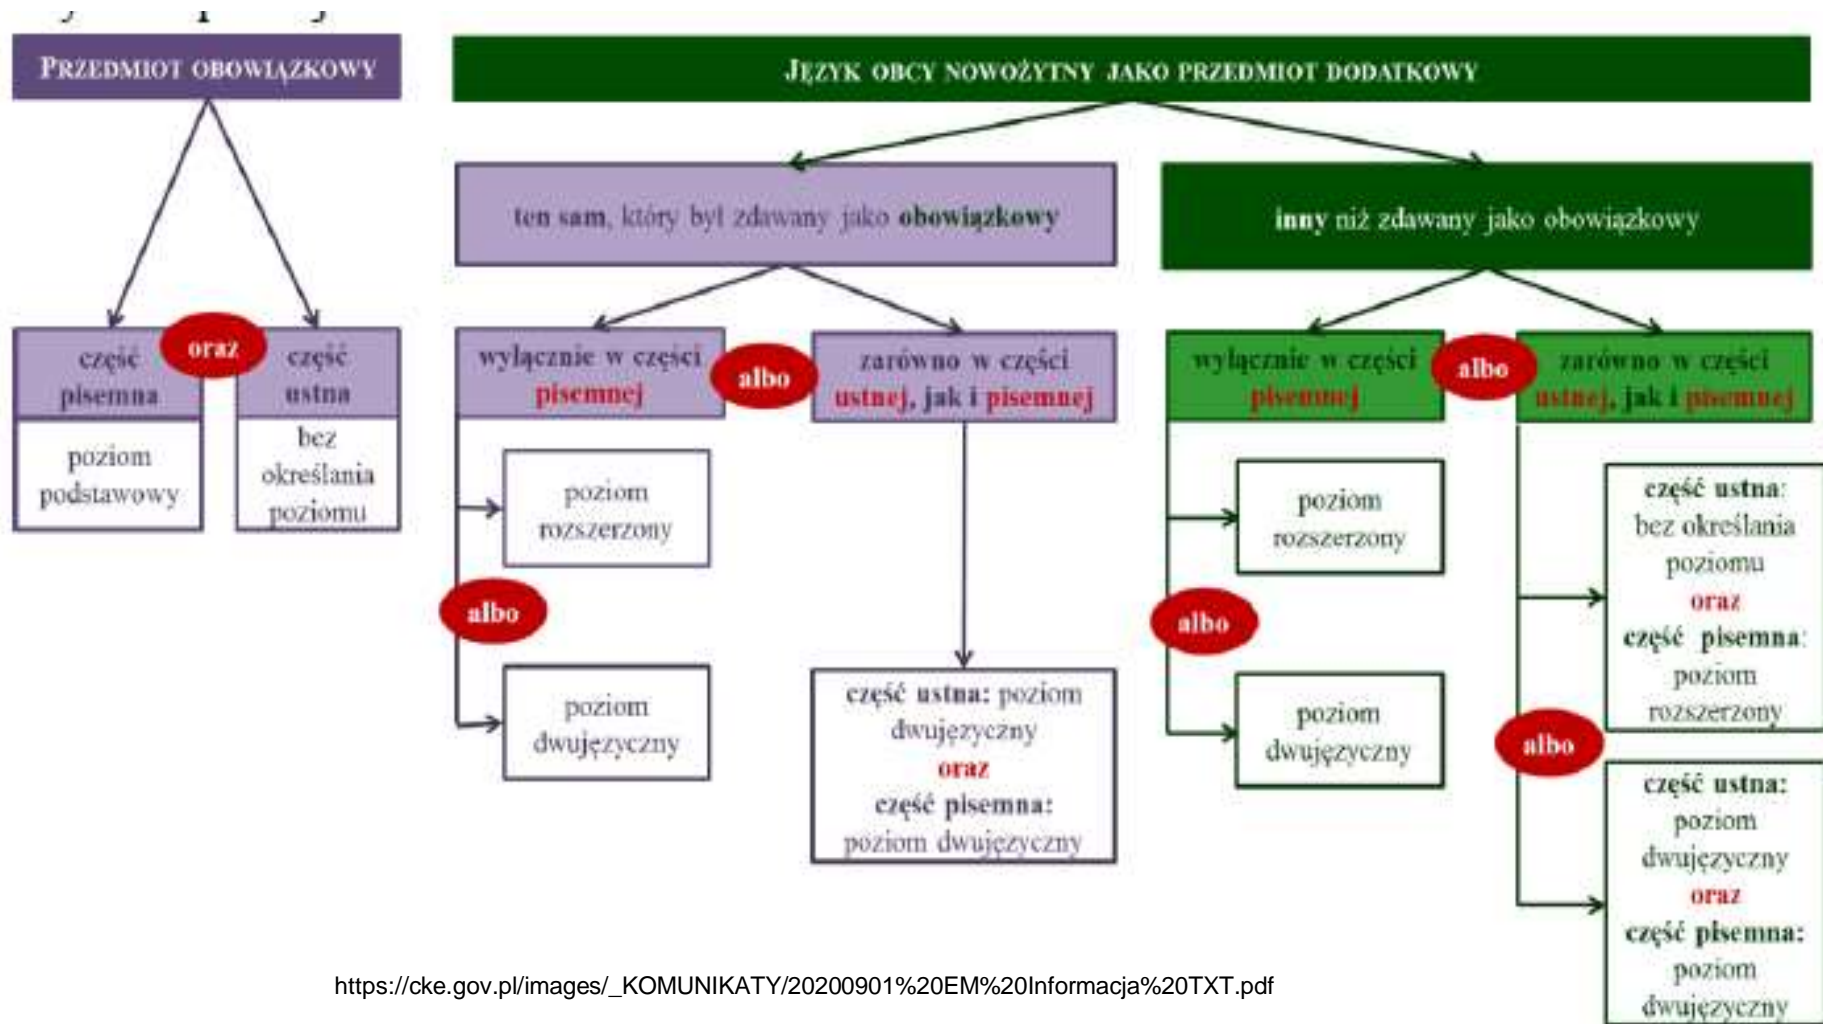 PRZEDMIOT OBOWIĄZKOWY
część
pisemna
oraz
część
ustna
poziom
podstawowy
bez
określania
poziomu
JĘZYK OBCY NOWOŻYTNY JAKO PRZEDMIOT DODATKOWY
ten sam, który był zdawany jako obowiązkowy
wyłącznie w części
pisemnej
albo
zarówno w części
ustnej, jak i pisemnej
poziom
rozszerzony
albo
poziom
dwujęzyczny
część ustna: poziom
dwujęzyczny
oraz
część pisemna:
poziom dwujęzyczny
inny niż zdawany jako obowiązkowy
wyłącznie w części
pisemnej
albo
zarówno w części
ustnej, jak i pisemnej
poziom
rozszerzony
albo
poziom
dwujęzyczny
część ustna:
bez określania
poziomu
oraz
część pisemna:
poziom
rozszerzony
albo
część ustna:
poziom
dwujęzyczny
oraz
część pisemna:
poziom
dwujęzyczny
https://cke.gov.pl/images/_KOMUNIKATY/20200901%20EM%20Informacja%20TXT.pdf